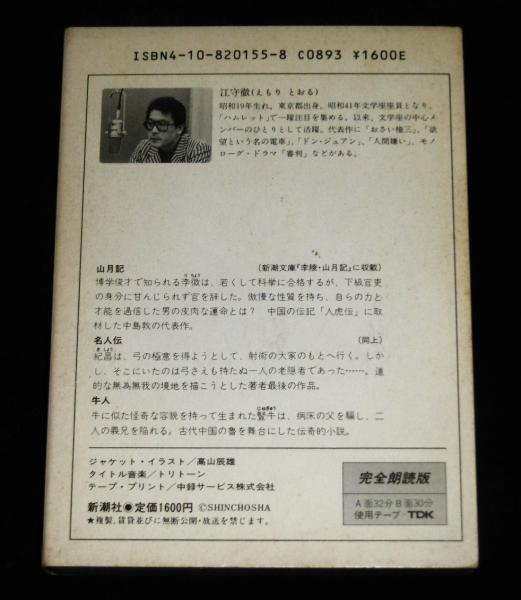 ISBN4-10-820155-8 C0893 ¥1600E
江守徹(えもり とおる)
昭和19年生れ。東京都出身。昭和41年文学座座員となり、
「ハムレット」で一躍注目を集める。以来、文学座の中心メ
ンバーのひとりとして活躍。代表作に「おさい権三」、「欲
望という名の電車」、「ドン・ジュアン」、「人間嫌い」、モノ
ローグ・ドラマ「審判」などがある。
山月記 (新潮文庫『李陵・山月記』に収載)
り ちょう
博学俊才で知られる李徴は、若くして科挙に合格するが、下級官吏
の身分に甘んじられず官を辞した。傲慢な性質を持ち、自らの力と
才能を過信した男の皮肉な運命とは? 中国の伝記「人虎伝」に取
材した中島敦の代表作。
名人伝 (同上)
き しょう
紀昌は、弓の極意を得ようとして、射術の大家のもとへ行く。しか
し、そこにいたのは弓さえも持たぬ一人の老隠者であった……。道
的な無為無我の境地を描こうとした著者最後の作品。
牛人
じゅぎゅう
牛に似た怪奇な容貌を持って生まれた豎牛は、病床の父を騙し、二
人の義兄を陥れる。古代中国の魯を舞台にした伝奇的小説。
ジャケット・イラスト/高山辰雄
タイトル音楽/トリトーン
テープ・プリント/中録サービス株式会社
新潮社●定価1600円 ©SHINCHOSHA
★複製、賃貸並びに無断公開・放送を禁じます。
完全朗読版
A面32分 B面30分
使用テープ・TDK